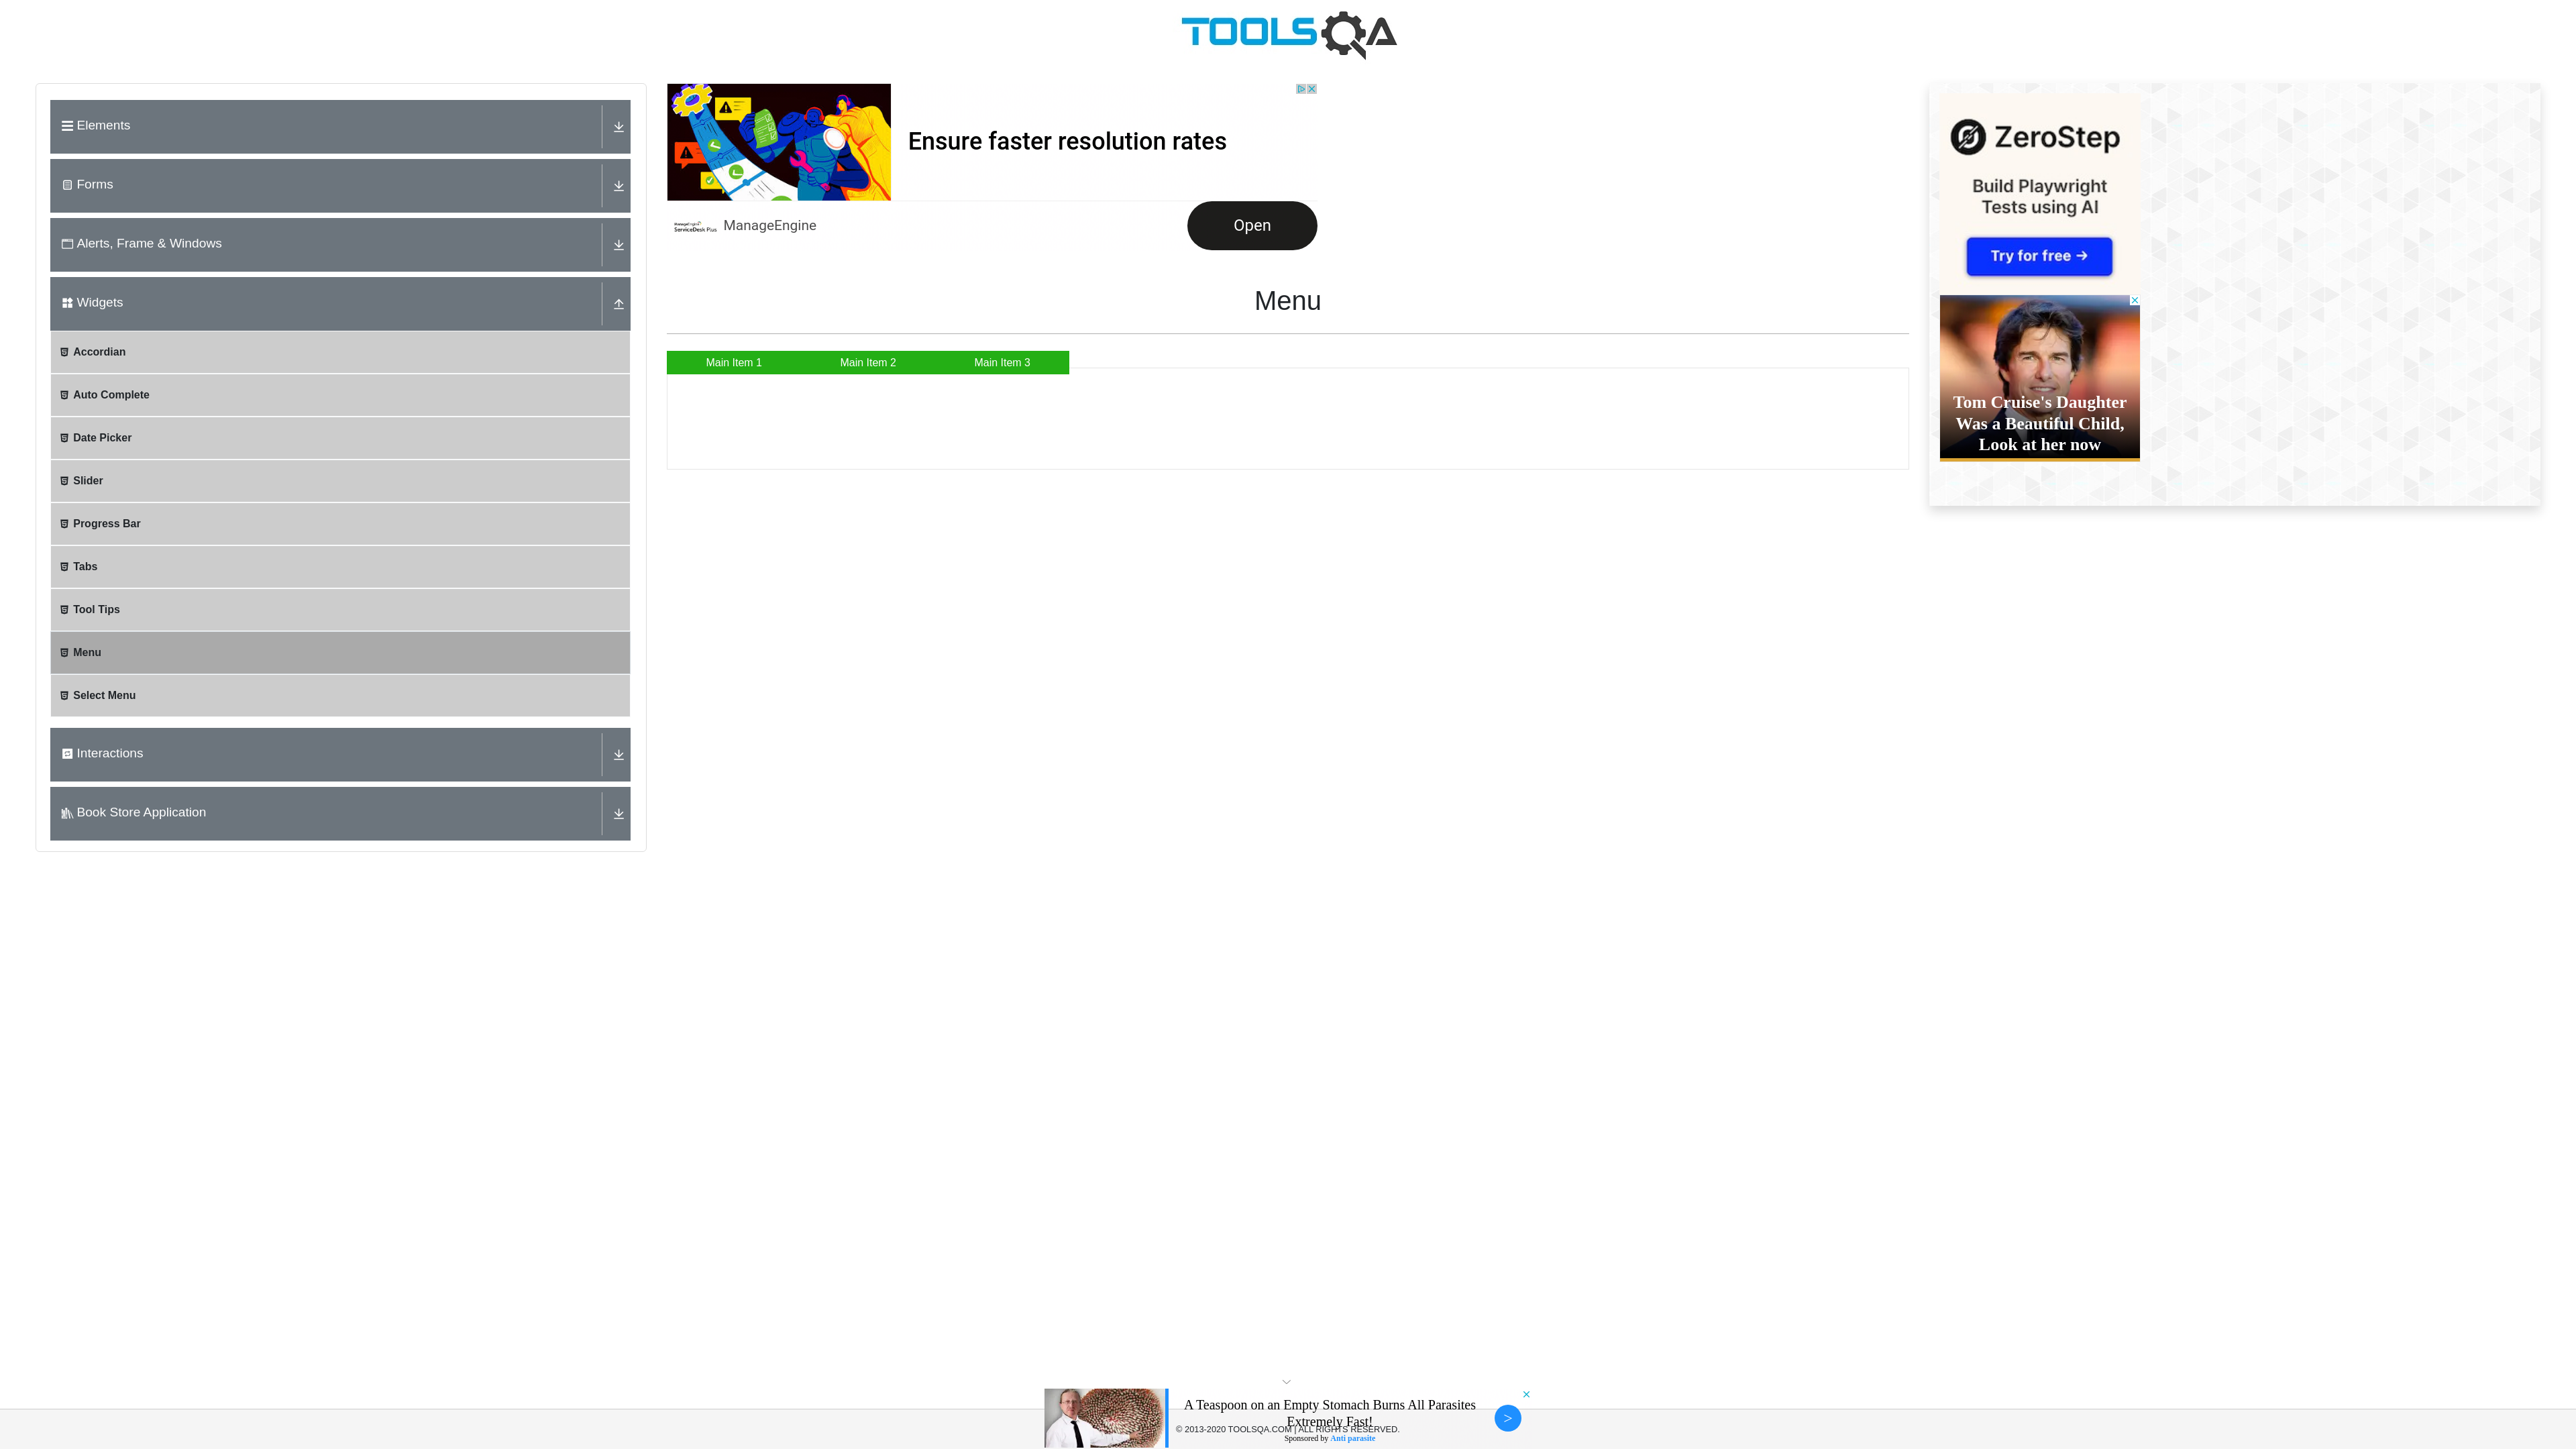 TOOLSQA
Elements
Forms
Alerts, Frame & Windows
Widgets
Accordian
Auto Complete
Date Picker
Slider
Progress Bar
Tabs
Tool Tips
Menu
Select Menu
Interactions
Book Store Application
Ensure faster resolution rates
ServiceDesk Plus
ManageEngine
Open
Menu
Main Item 1
Main Item 2
Main Item 3
ZeroStep
Build Playwright
Tests using AI
Try for free →
Tom Cruise's Daughter
Was a Beautiful Child,
Look at her now
A Teaspoon on an Empty Stomach Burns All Parasites
Extremely Fast!
© 2013-2020 TOOLSQA.COM | ALL RIGHTS RESERVED.
Sponsored by Anti parasite